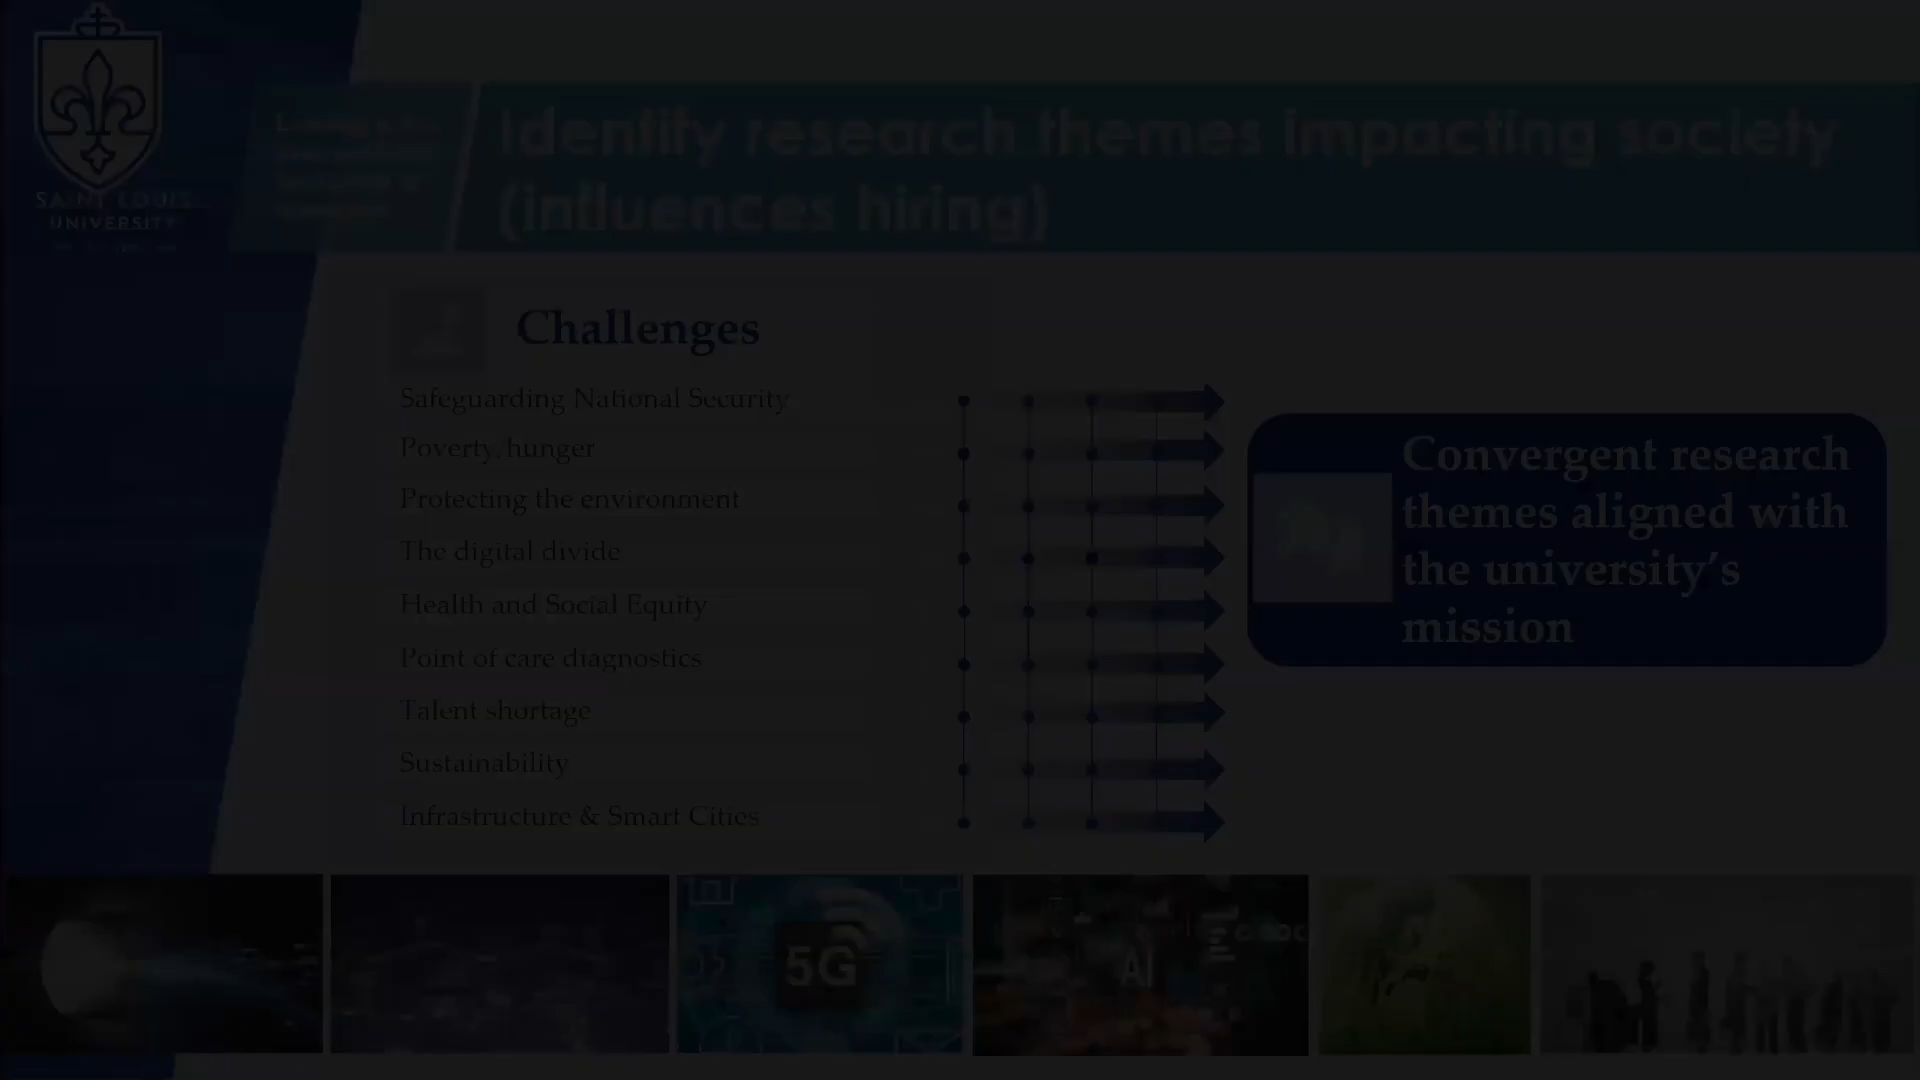 SAINT LOUIS
UNIVERSITY
Identify research themes impacting society
(influences hiring)
Challenges
Safeguarding National Security
Poverty/hunger
Protecting the environment
The digital divide
Health and Social Equity
Point of care diagnostics
Talent shortage
Sustainability
Infrastructure & Smart Cities
Convergent research
themes aligned with
the university’s
mission
5G
AI